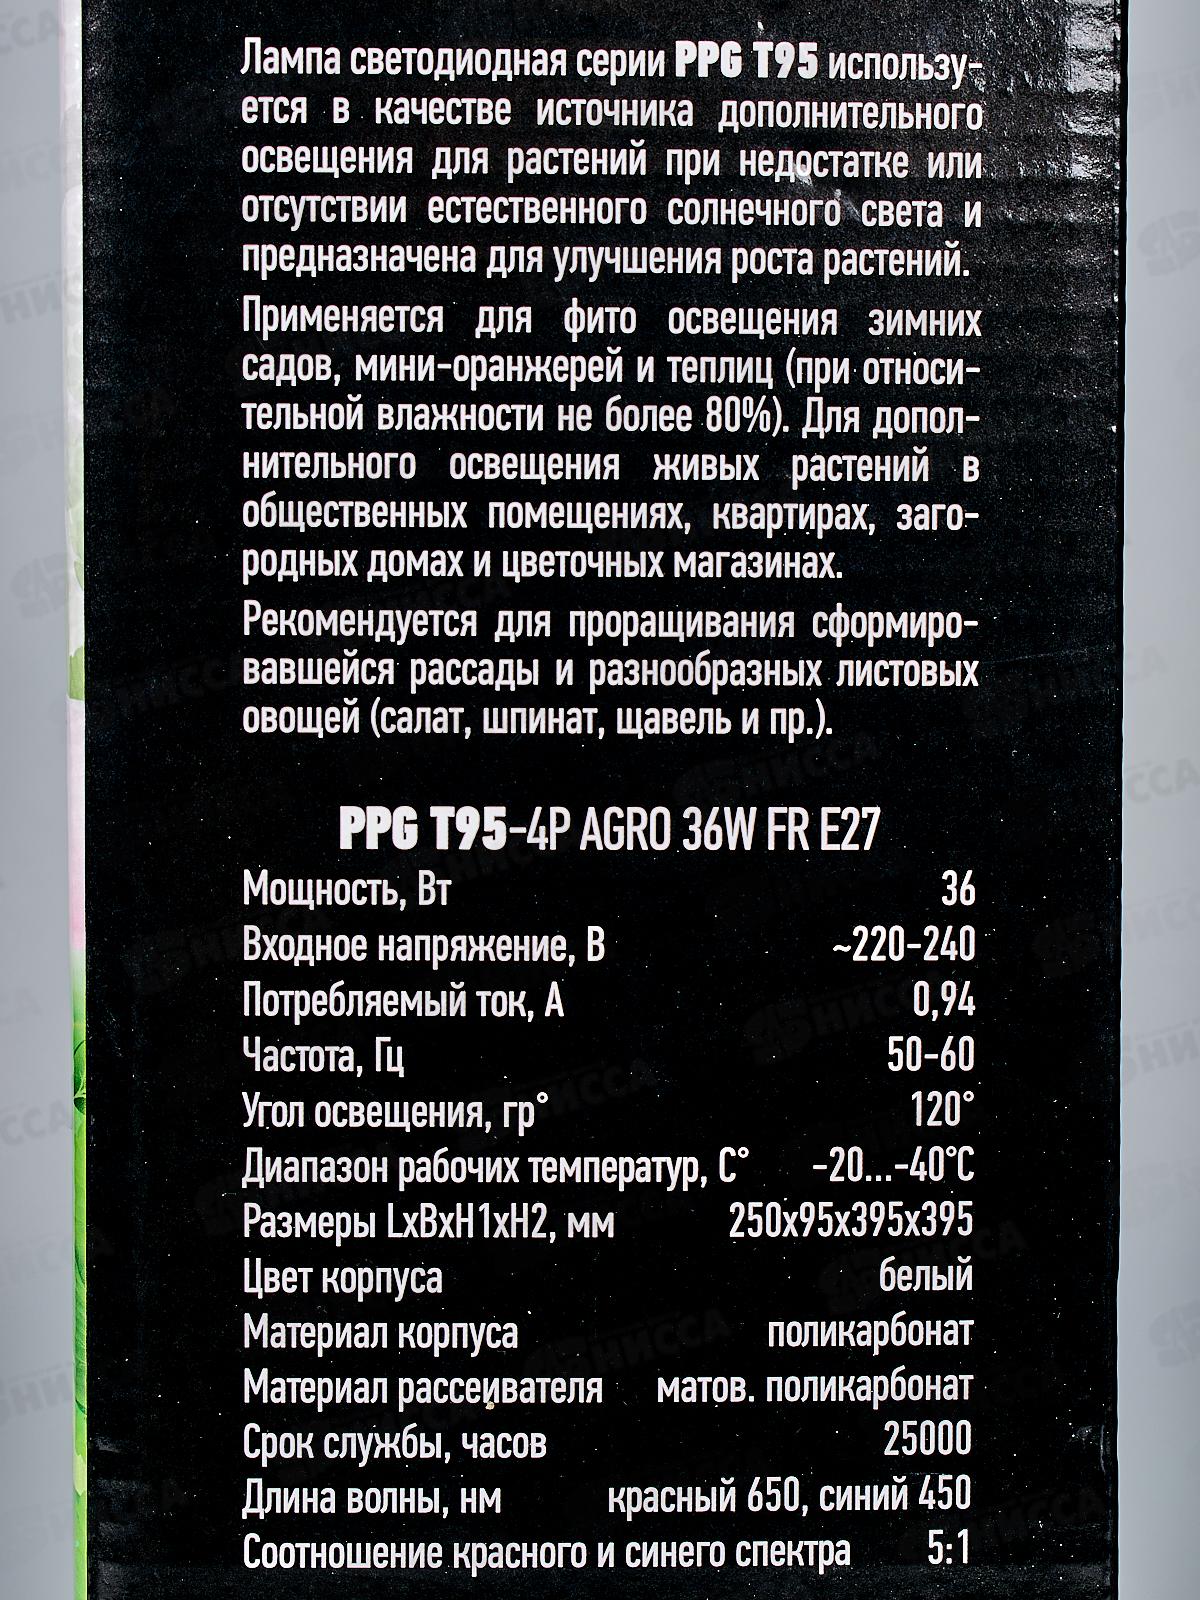 Лампа светодиодная серии PPG T95 использу-
ется в качестве источника дополнительного
освещения для растений при недостатке или
отсутствии естественного солнечного света и
предназначена для улучшения роста растений.
Применяется для фито освещения зимних
садов, мини-оранжерей и теплиц (при относи-
тельной влажности не более 80%). Для допол-
нительного освещения живых растений в
общественных помещениях, квартирах, заго-
родных домах и цветочных магазинах.
Рекомендуется для проращивания сформиро-
вавшейся рассады и разнообразных листовых
овощей (салат, шпинат, щавель и пр.).
PPG T95-4P AGRO 36W FR E27
Мощность, Вт 36
Входное напряжение, В ~220-240
Потребляемый ток, А 0,94
Частота, Гц 50-60
Угол освещения, гр° 120°
Диапазон рабочих температур, С° -20...-40°С
Размеры LxBxH1xH2, мм 250x95x395x395
Цвет корпуса белый
Материал корпуса поликарбонат
Материал рассеивателя матов. поликарбонат
Срок службы, часов 25000
Длина волны, нм красный 650, синий 450
Соотношение красного и синего спектра 5:1